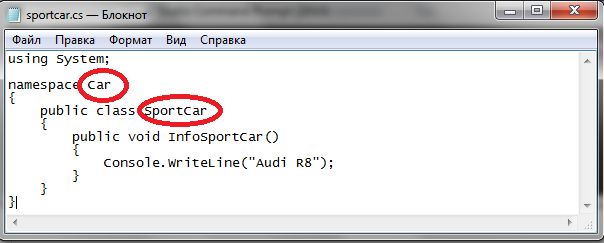 sportcar.cs — Блокнот
Файл Правка Формат Вид Справка
using System;
namespace Car
{
    public class SportCar
    {
        public void InfoSportCar()
        {
            Console.WriteLine("Audi R8");
        }
    }
}